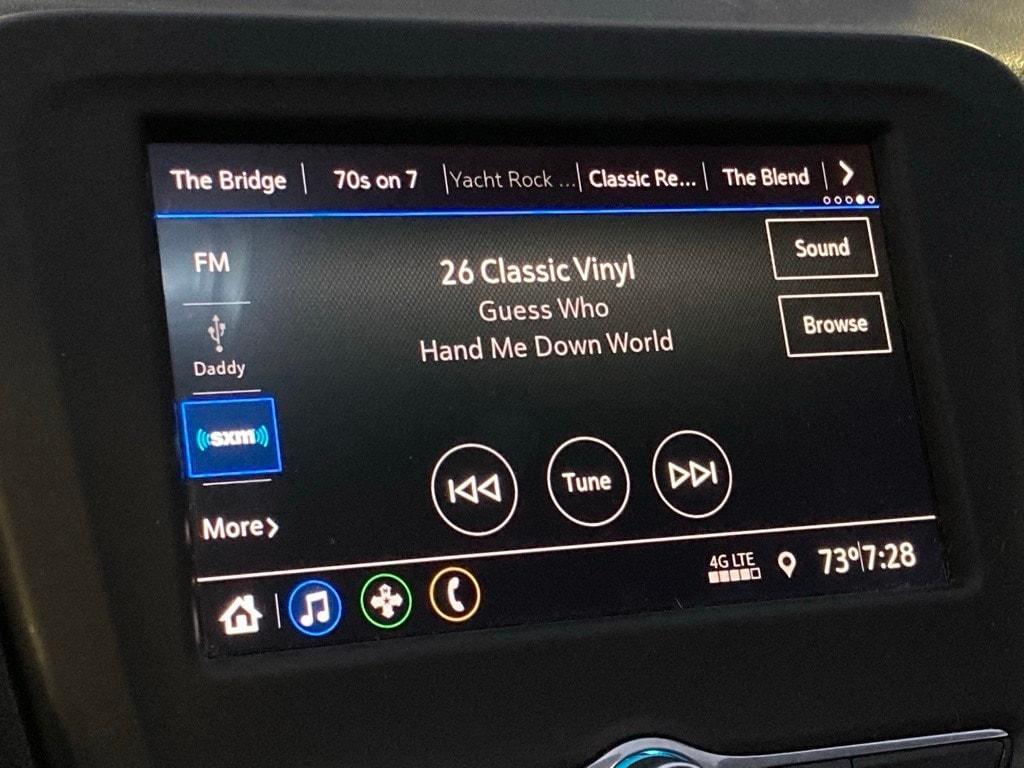 The Bridge
70s on 7
Yacht Rock ...
Classic Re...
The Blend
FM
Daddy
sxm
More
26 Classic Vinyl
Guess Who
Hand Me Down World
Sound
Browse
Tune
4G LTE
73° 7:28